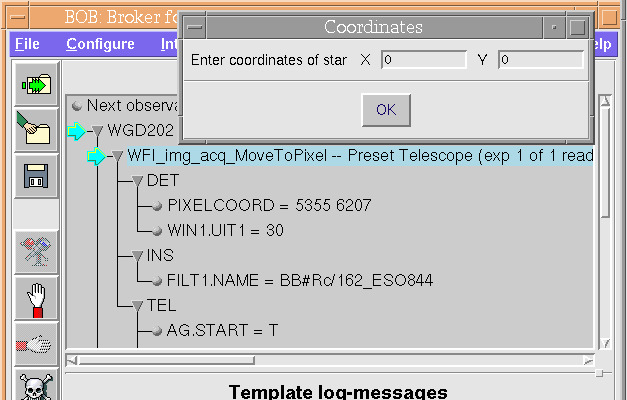 BOB: Broker fo
Coordinates
File Configure In elp
Enter coordinates of star X 0 Y 0
OK
Next observa
WGD202
WFI_img_acq_MoveToPixel -- Preset Telescope (exp 1 of 1 read
DET
PIXELCOORD = 5355 6207
WIN1.UIT1 = 30
INS
FILT1.NAME = BB#Rc/162_ESO844
TEL
AG.START = T
Template log-messages